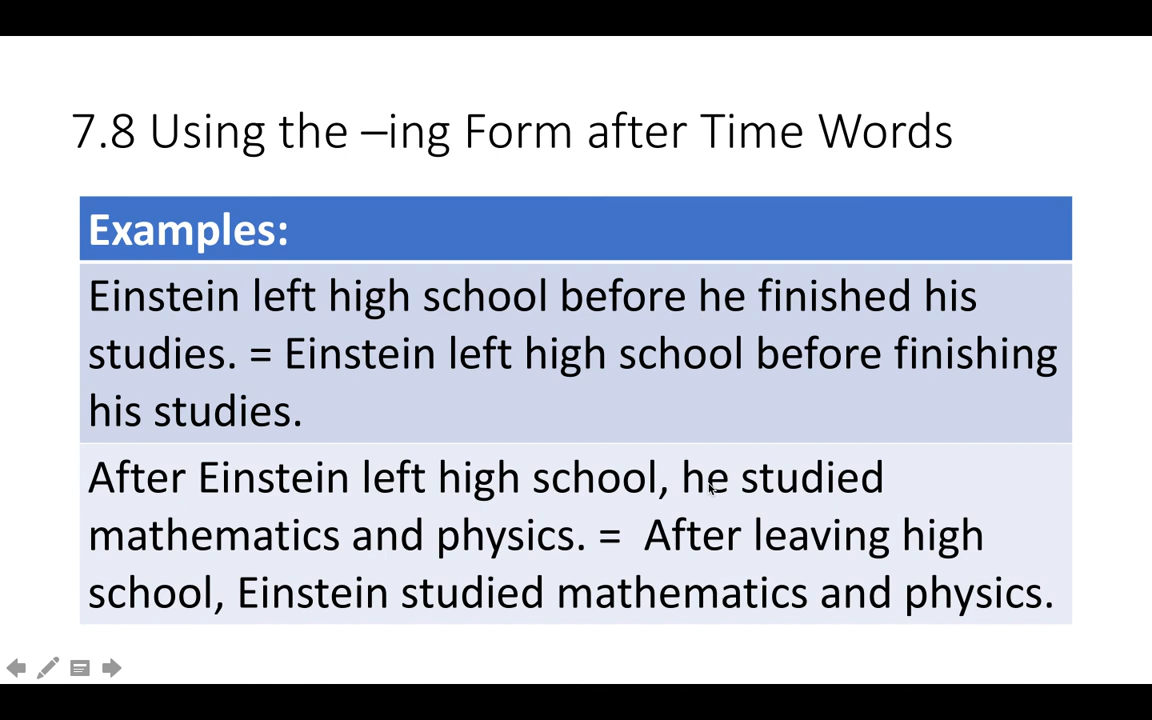 7.8 Using the –ing Form after Time Words
Examples:
Einstein left high school before he finished his
studies. = Einstein left high school before finishing
his studies.
After Einstein left high school, he studied
mathematics and physics. =  After leaving high
school, Einstein studied mathematics and physics.